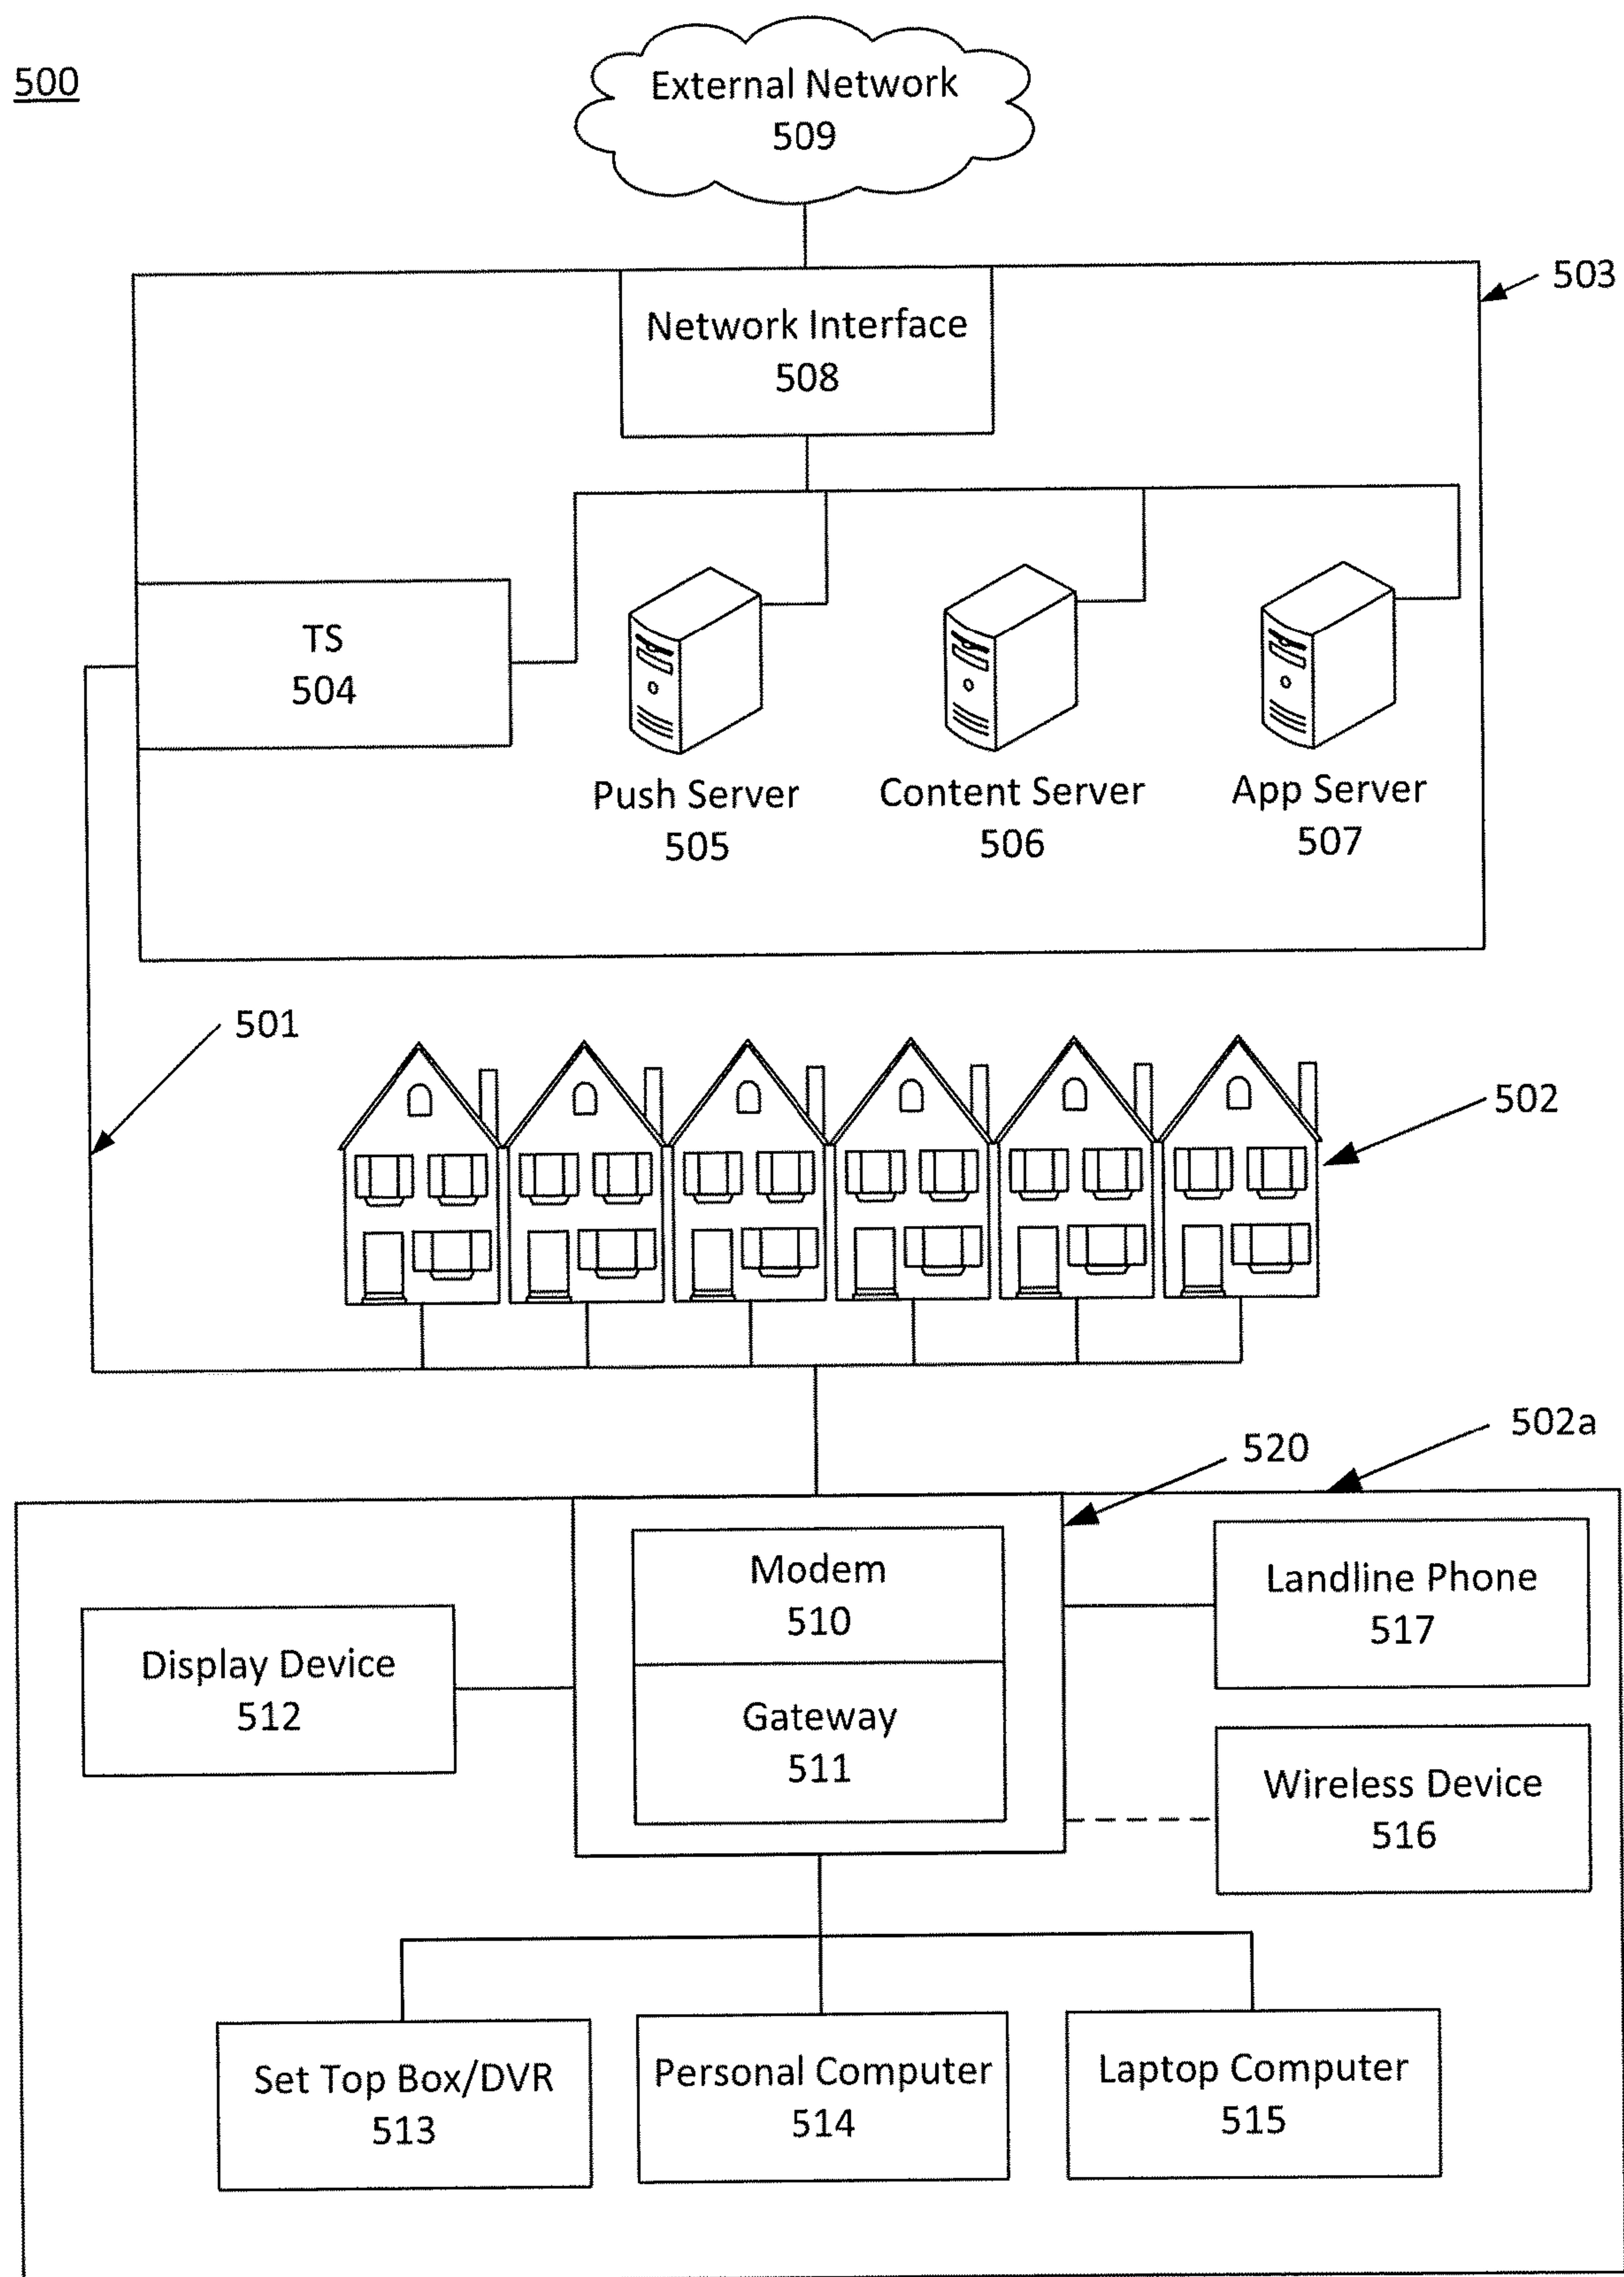 500
External Network
509
503
Network Interface
508
TS
504
Push Server
505
Content Server
506
App Server
507
501
502
502a
520
Modem
510
Gateway
511
Landline Phone
517
Display Device
512
Wireless Device
516
Set Top Box/DVR
513
Personal Computer
514
Laptop Computer
515